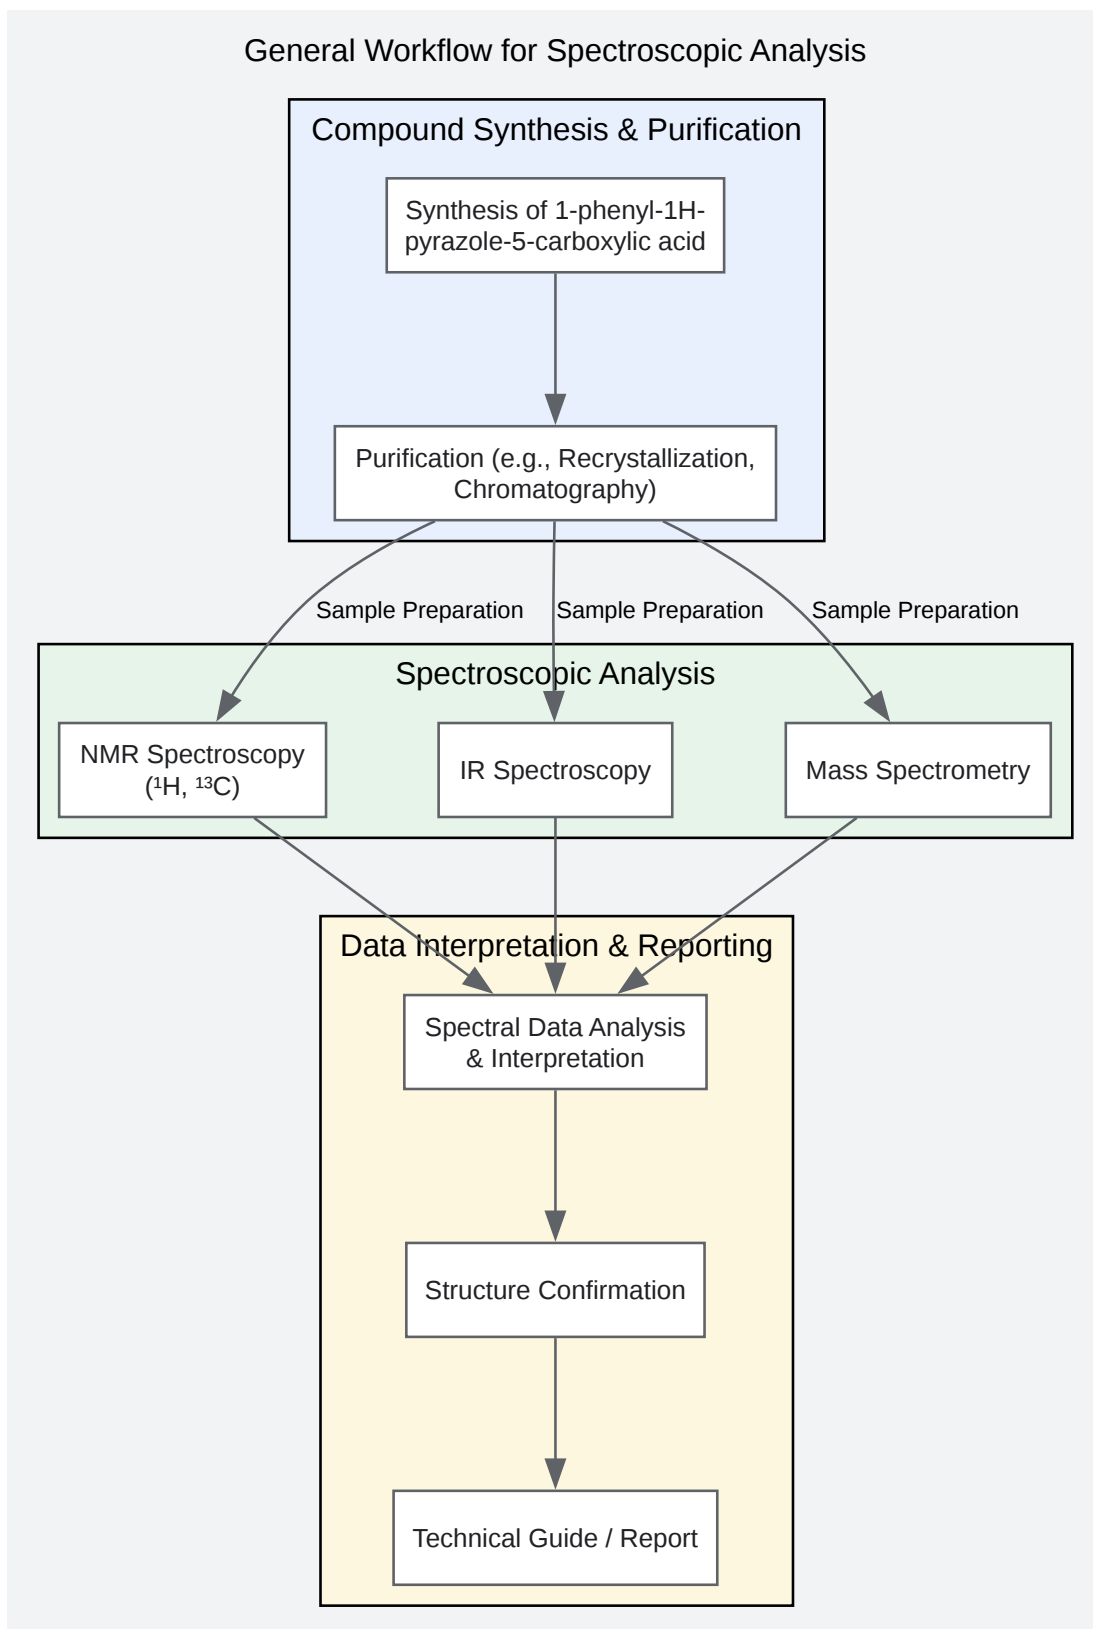 General Workflow for Spectroscopic Analysis
Compound Synthesis & Purification
Synthesis of 1-phenyl-1H-
pyrazole-5-carboxylic acid
Purification (e.g., Recrystallization,
Chromatography)
Sample Preparation
Sample Preparation
Sample Preparation
Spectroscopic Analysis
NMR Spectroscopy
(¹H, ¹³C)
IR Spectroscopy
Mass Spectrometry
Data Interpretation & Reporting
Spectral Data Analysis
& Interpretation
Structure Confirmation
Technical Guide / Report